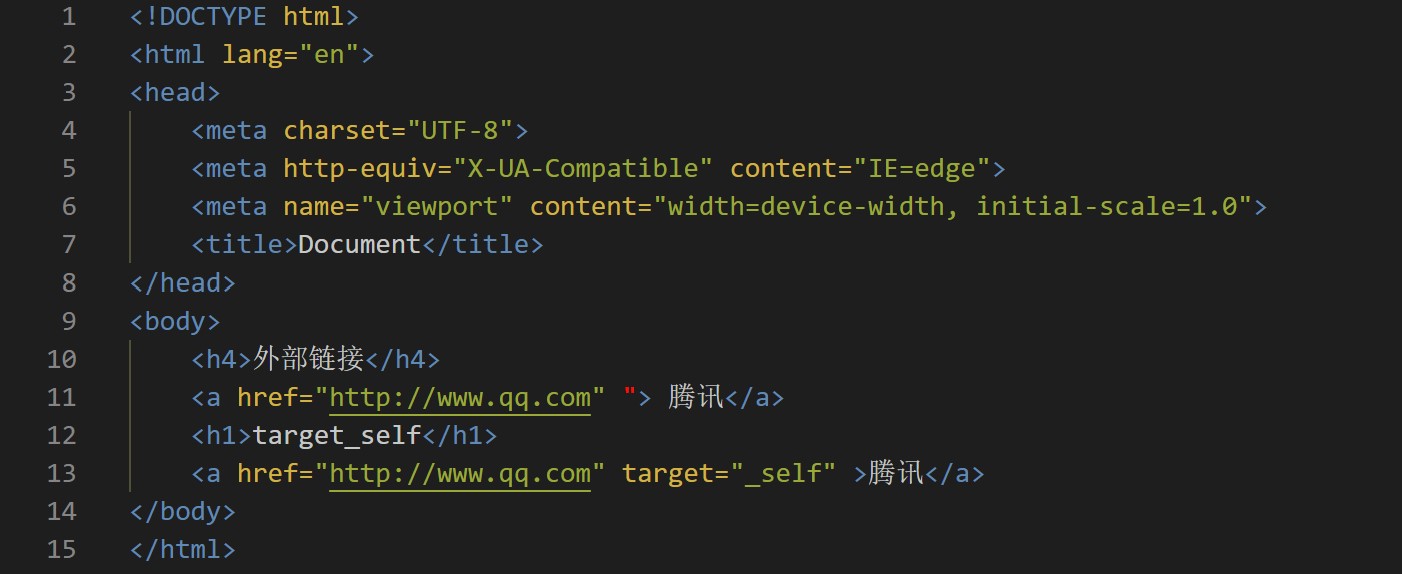 1 <!DOCTYPE html>
2 <html lang="en">
3 <head>
4     <meta charset="UTF-8">
5     <meta http-equiv="X-UA-Compatible" content="IE=edge">
6     <meta name="viewport" content="width=device-width, initial-scale=1.0">
7     <title>Document</title>
8 </head>
9 <body>
10     <h4>外部链接</h4>
11     <a href="http://www.qq.com" "> 腾讯</a>
12     <h1>target_self</h1>
13     <a href="http://www.qq.com" target="_self" >腾讯</a>
14 </body>
15 </html>